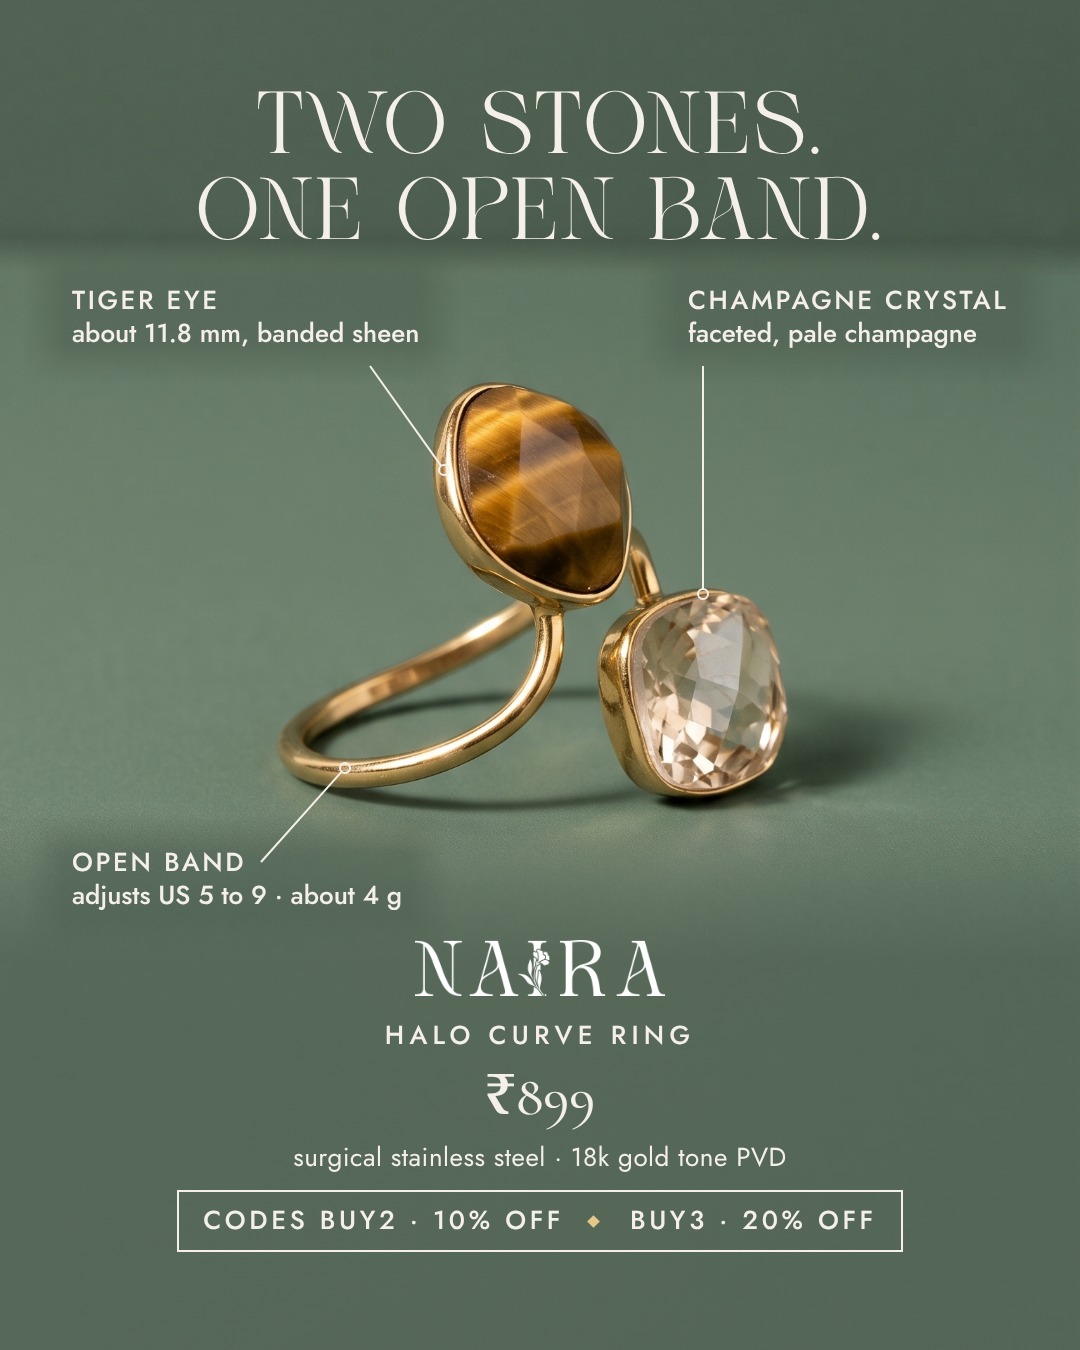 TWO STONES.
ONE OPEN BAND.
TIGER EYE
about 11.8 mm, banded sheen
CHAMPAGNE CRYSTAL
faceted, pale champagne
OPEN BAND
adjusts US 5 to 9 · about 4 g
NAIRA
HALO CURVE RING
₹899
surgical stainless steel · 18k gold tone PVD
CODES BUY2 · 10% OFF ◆ BUY3 · 20% OFF